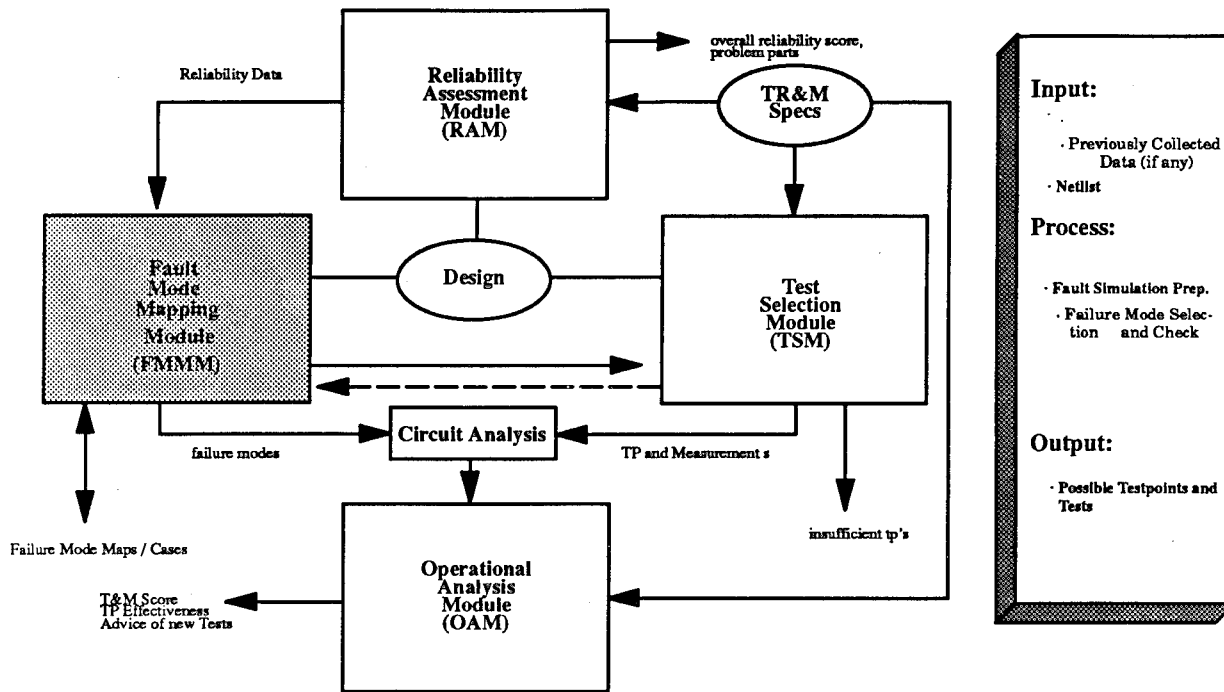 overall reliability score,
problem parts
Reliability Data
Reliability
Assessment
Module
(RAM)
TR&M
Specs
Fault
Mode
Mapping
Module
(FMMM)
Design
Test
Selection
Module
(TSM)
Circuit Analysis
failure modes
TP and Measurement s
insufficient tp's
Failure Mode Maps / Cases
Operational
Analysis
Module
(OAM)
T&M Score
TP Effectiveness
Advice of new Tests
Input:
· Previously Collected
Data (if any)
· Netlist
Process:
· Fault Simulation Prep.
· Failure Mode Selec-
tion and Check
Output:
· Possible Testpoints and
Tests